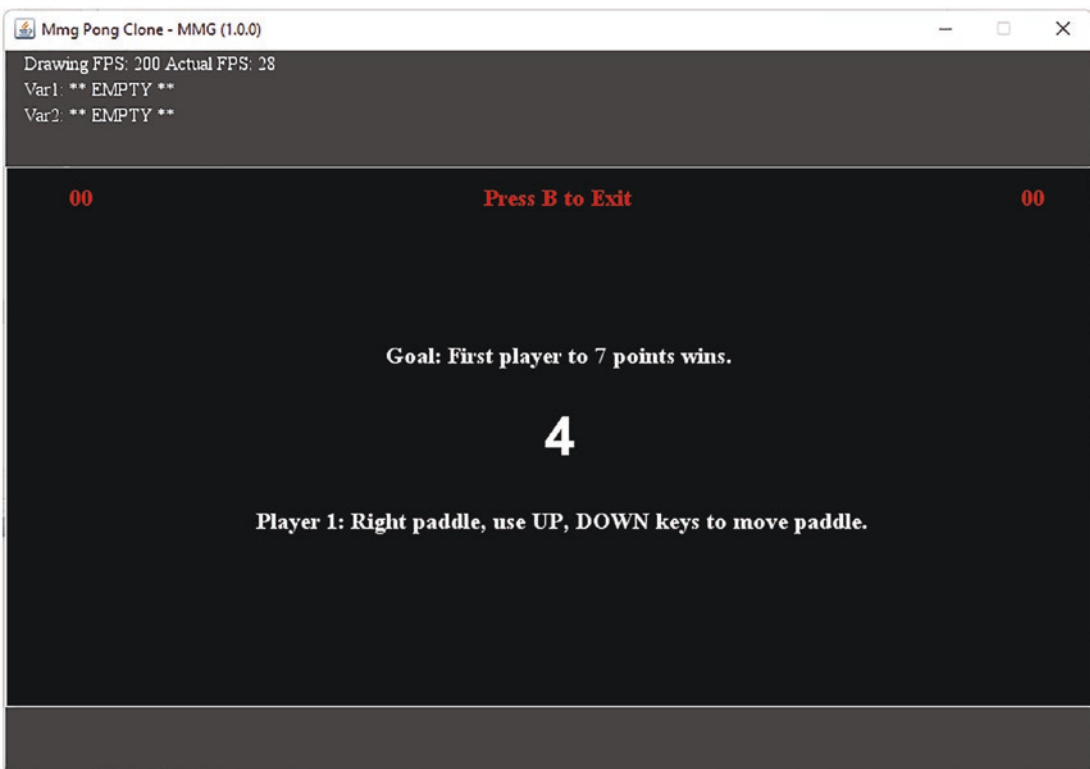 Mmg Pong Clone - MMG (1.0.0)
Drawing FPS: 200 Actual FPS: 28
Var1: ** EMPTY **
Var2: ** EMPTY **
00 Press B to Exit 00
Goal: First player to 7 points wins.
4
Player 1: Right paddle, use UP, DOWN keys to move paddle.